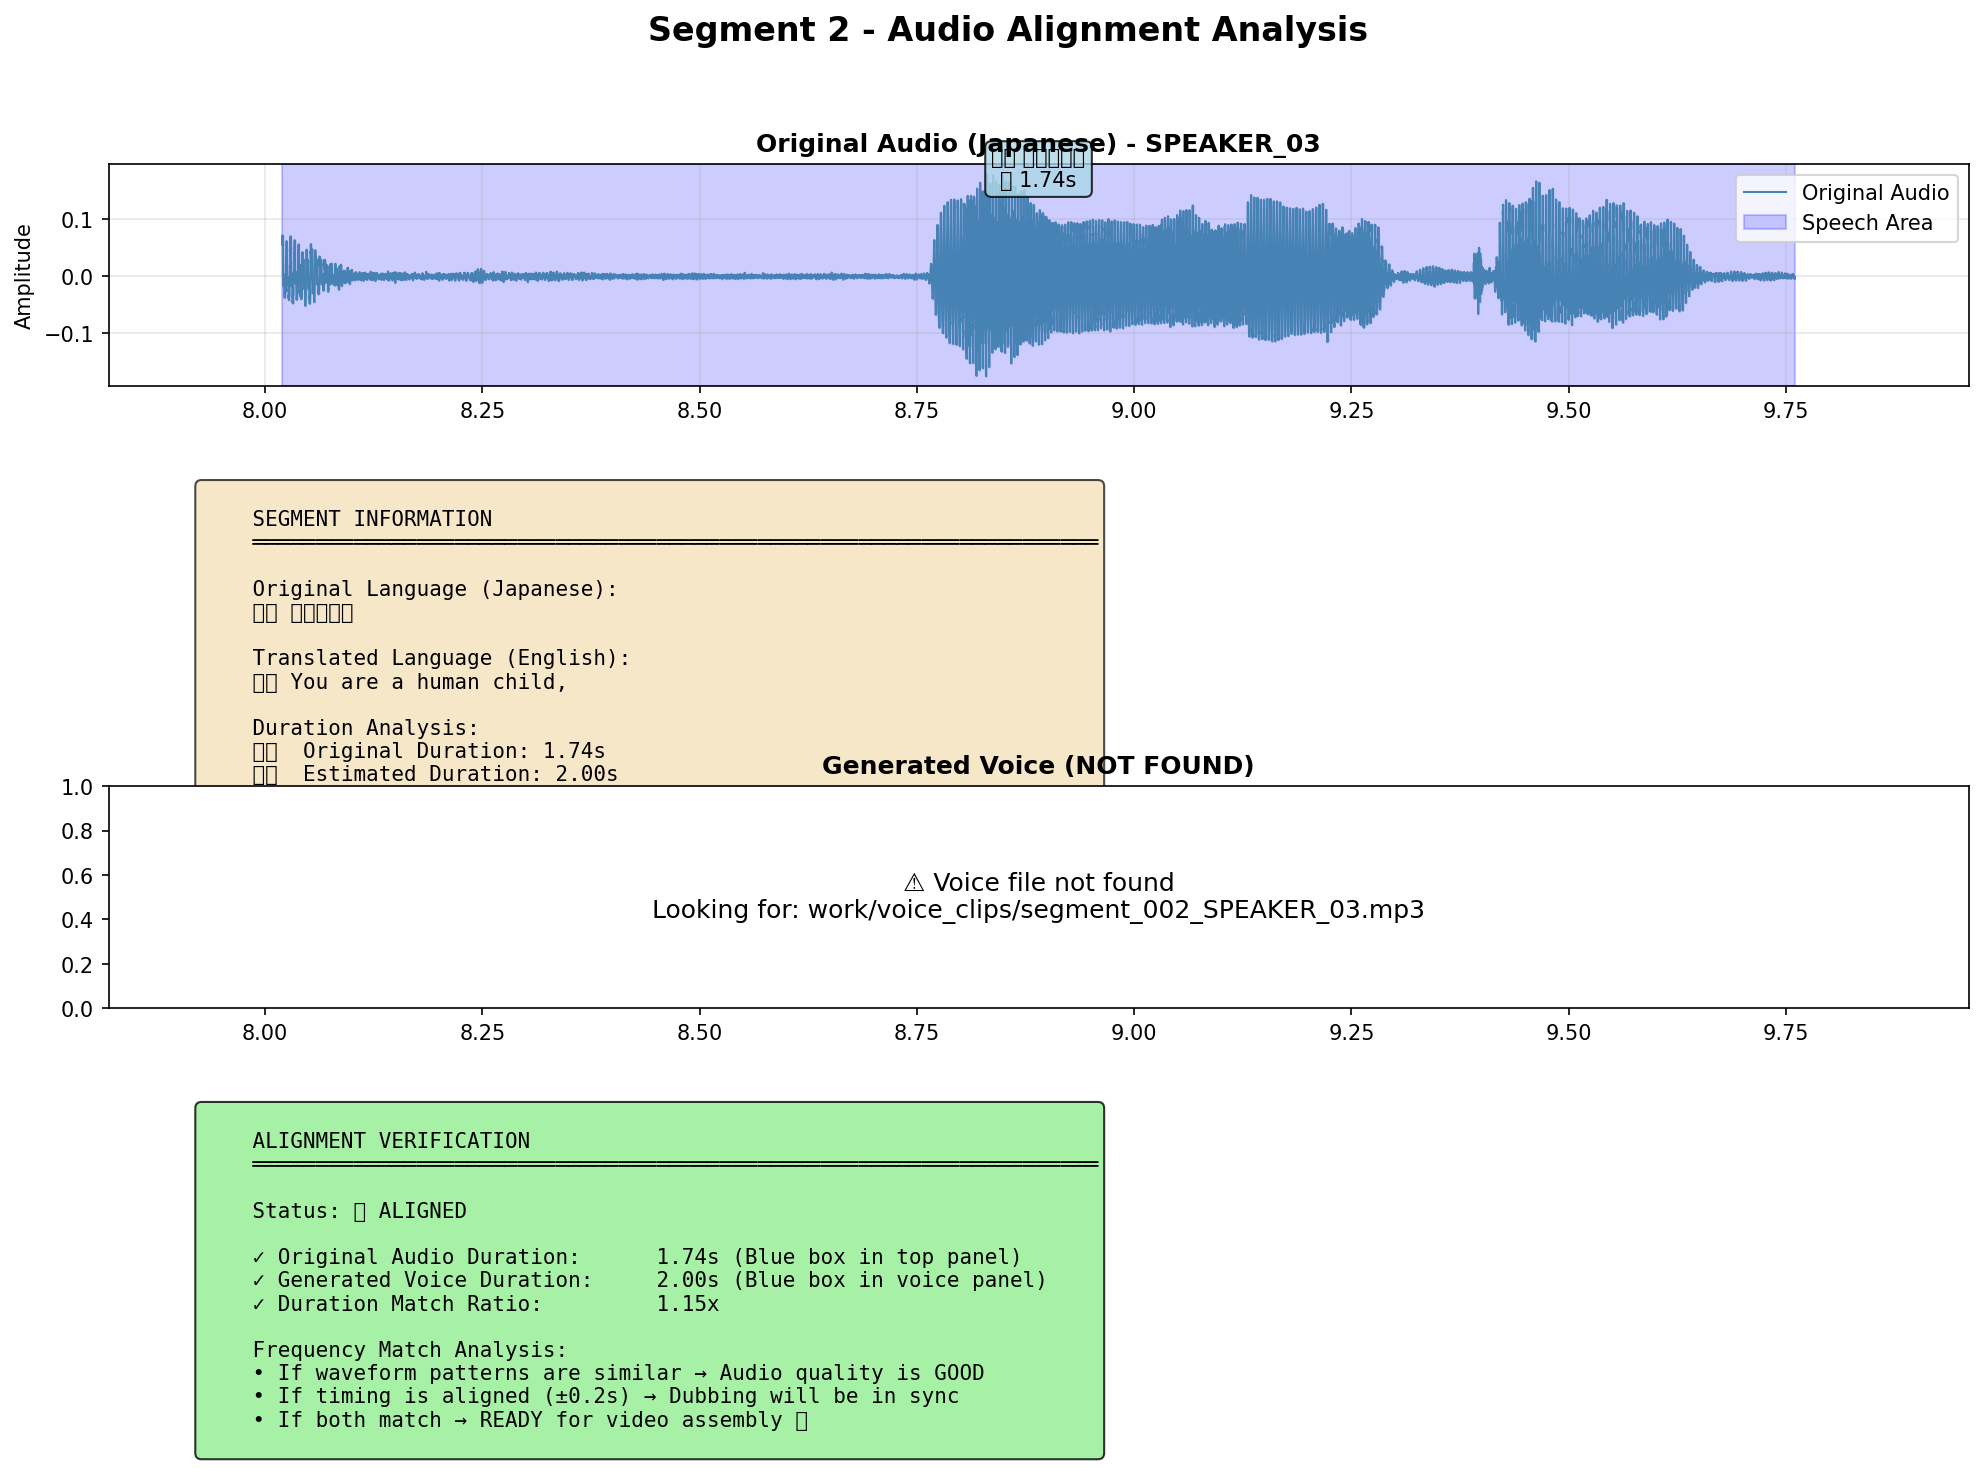 Segment 2 - Audio Alignment Analysis
Original Audio (Japanese) - SPEAKER_03
1.74s
Original Audio
Speech Area
Amplitude
0.1
0.0
−0.1
8.00 8.25 8.50 8.75 9.00 9.25 9.50 9.75
SEGMENT INFORMATION
Original Language (Japanese):
Translated Language (English):
You are a human child,
Duration Analysis:
Original Duration: 1.74s
Estimated Duration: 2.00s
Generated Voice (NOT FOUND)
1.0
0.8
0.6
0.4
0.2
0.0
⚠ Voice file not found
Looking for: work/voice_clips/segment_002_SPEAKER_03.mp3
8.00 8.25 8.50 8.75 9.00 9.25 9.50 9.75
ALIGNMENT VERIFICATION
Status: ALIGNED
✓ Original Audio Duration: 1.74s (Blue box in top panel)
✓ Generated Voice Duration: 2.00s (Blue box in voice panel)
✓ Duration Match Ratio: 1.15x
Frequency Match Analysis:
• If waveform patterns are similar → Audio quality is GOOD
• If timing is aligned (±0.2s) → Dubbing will be in sync
• If both match → READY for video assembly